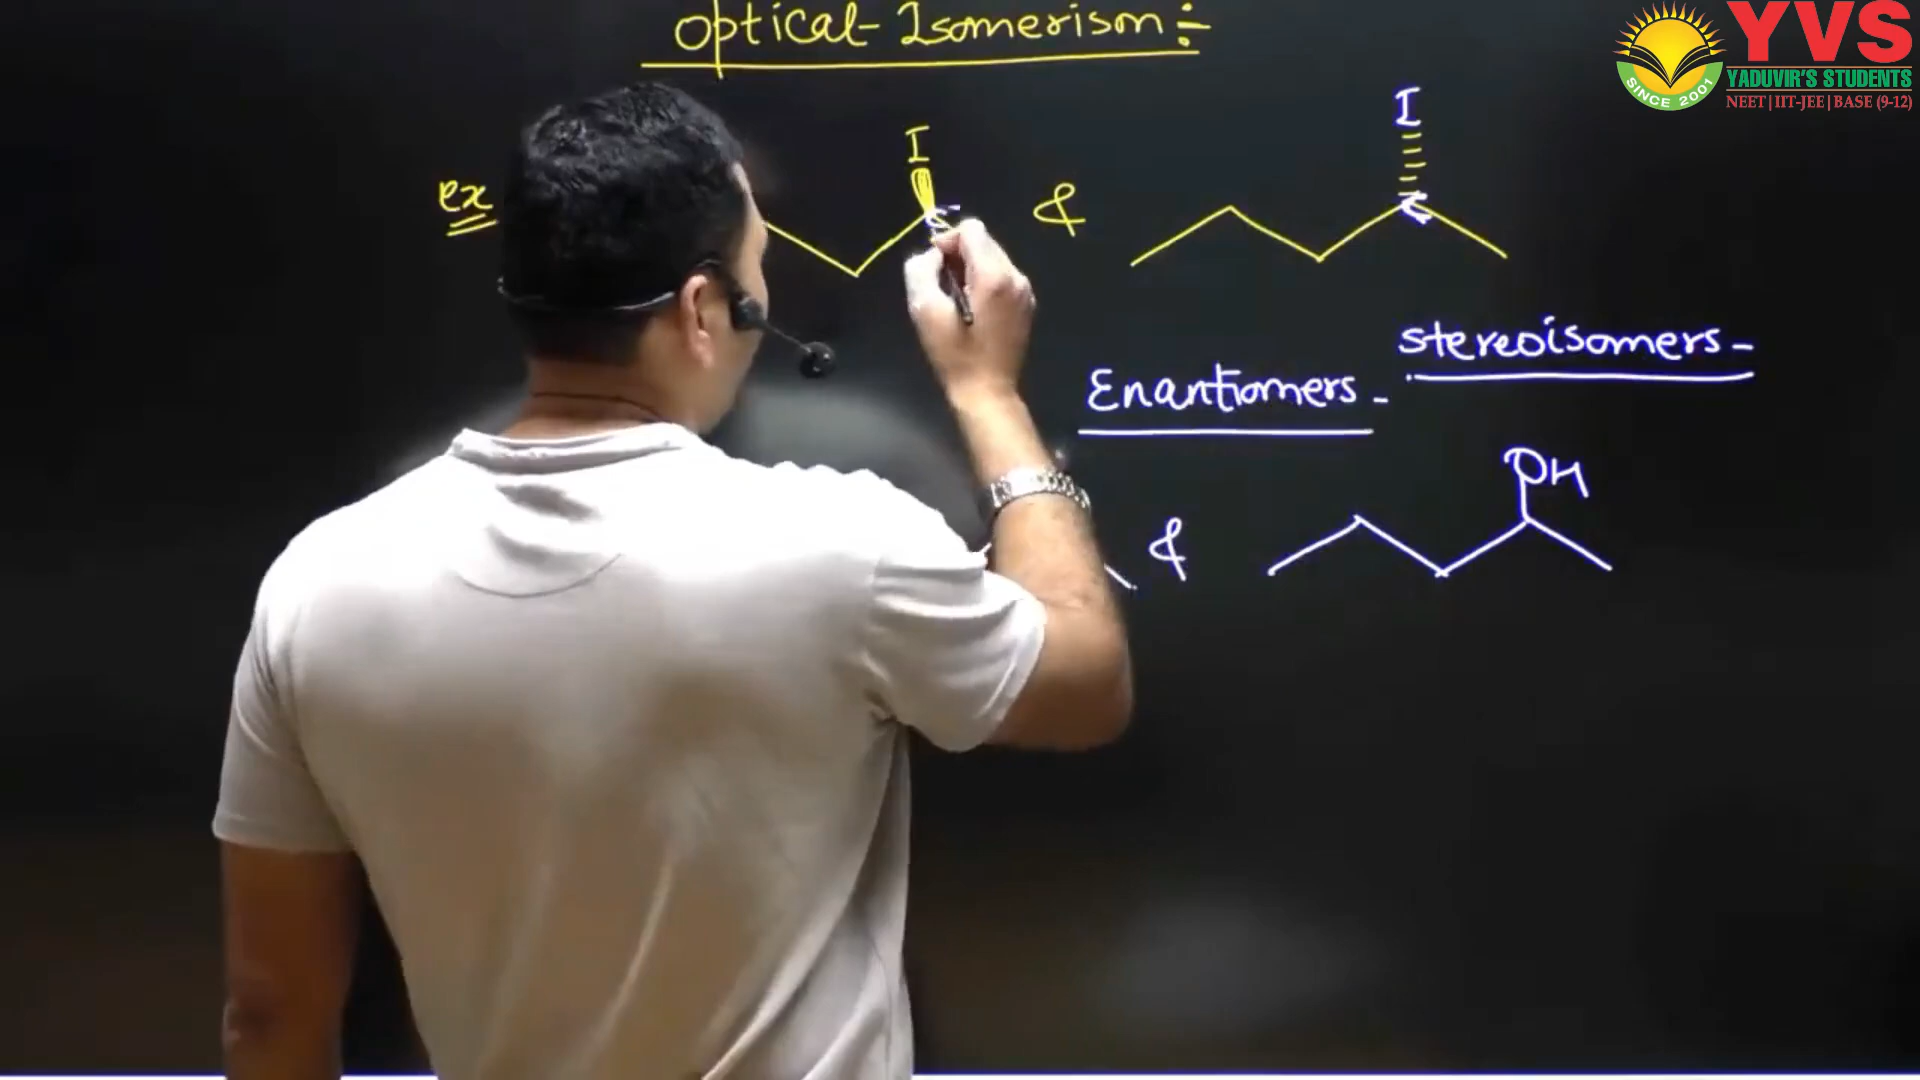 Optical-Isomerism:
YVS
YADUVIR'S STUDENTS
NEET | IIT-JEE | BASE (9-12)
SINCE 2001
I
I
ex
&
stereoisomers-
Enantiomers-
OH
&